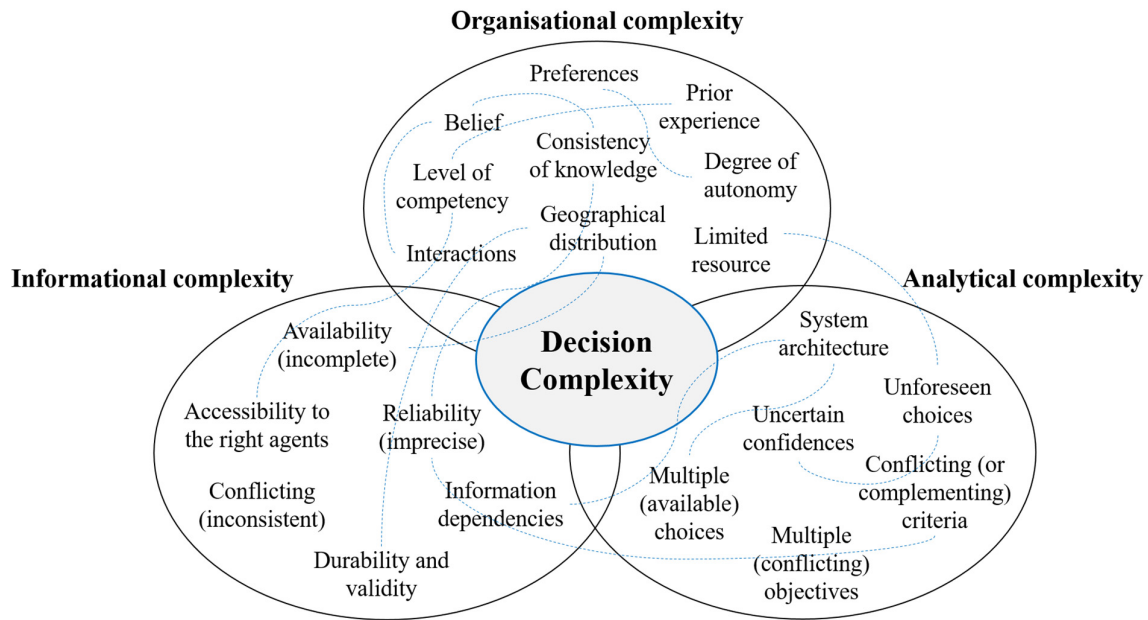 Organisational complexity
Preferences
Prior
experience
Belief
Consistency
of knowledge
Level of
competency
Degree of
autonomy
Geographical
distribution
Interactions
Limited
resource
Informational complexity
Analytical complexity
Decision
Complexity
Availability
(incomplete)
Accessibility to
the right agents
Reliability
(imprecise)
Conflicting
(inconsistent)
Information
dependencies
Durability and
validity
System
architecture
Unforeseen
choices
Uncertain
confidences
Multiple
(available)
choices
Conflicting (or
complementing)
criteria
Multiple
(conflicting)
objectives